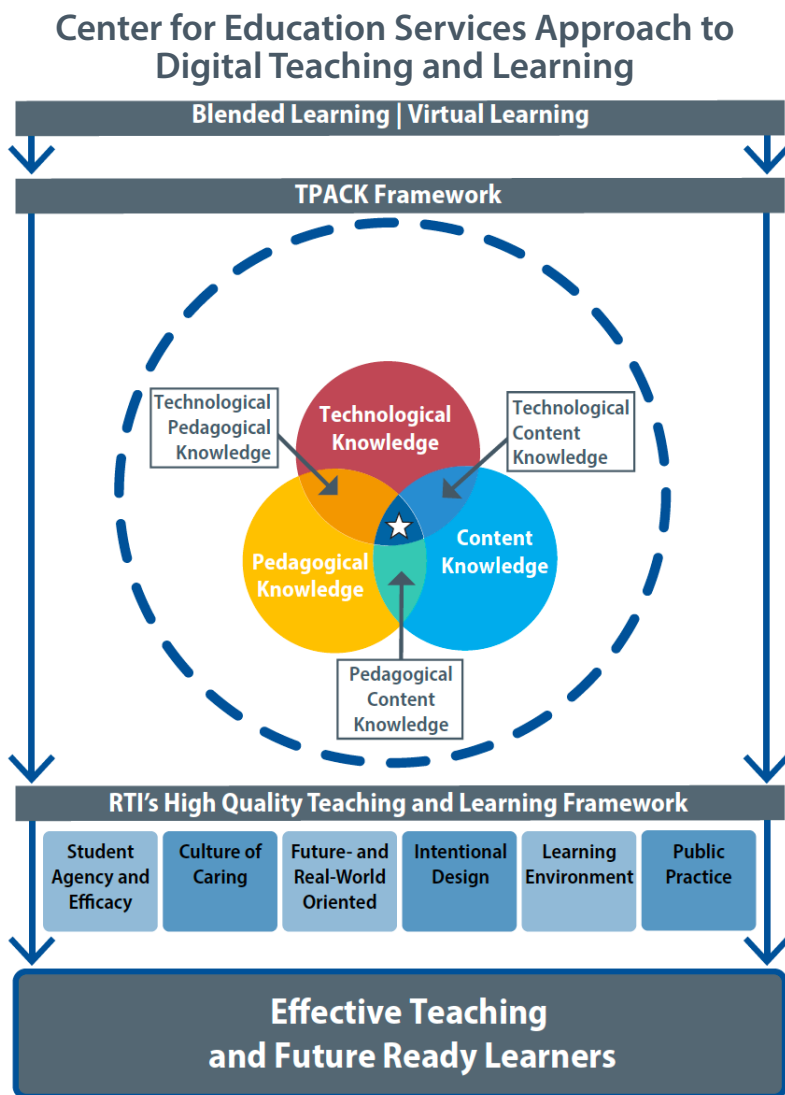 Center for Education Services Approach to
Digital Teaching and Learning
Blended Learning | Virtual Learning
TPACK Framework
Technological
Pedagogical
Knowledge
Technological
Knowledge
Technological
Content
Knowledge
Pedagogical
Knowledge
Content
Knowledge
Pedagogical
Content
Knowledge
RTI's High Quality Teaching and Learning Framework
Student
Agency and
Efficacy
Culture of
Caring
Future- and
Real-World
Oriented
Intentional
Design
Learning
Environment
Public
Practice
Effective Teaching
and Future Ready Learners